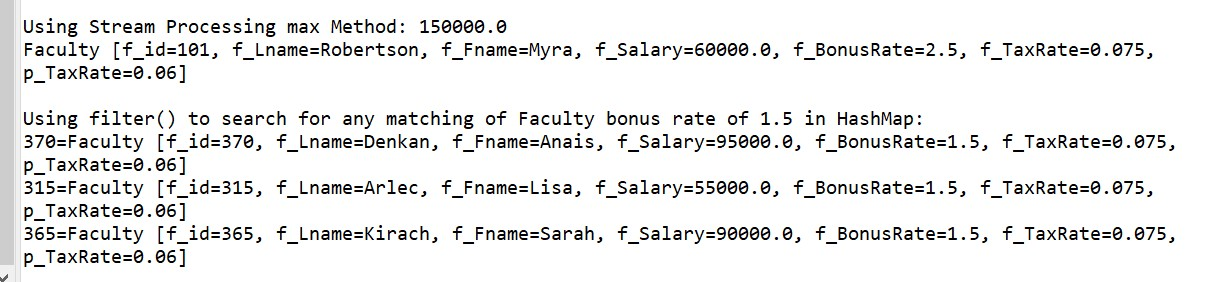 Using Stream Processing max Method: 150000.0
Faculty [f_id=101, f_Lname=Robertson, f_Fname=Myra, f_Salary=60000.0, f_BonusRate=2.5, f_TaxRate=0.075,
p_TaxRate=0.06]
Using filter() to search for any matching of Faculty bonus rate of 1.5 in HashMap:
370=Faculty [f_id=370, f_Lname=Denkan, f_Fname=Anais, f_Salary=95000.0, f_BonusRate=1.5, f_TaxRate=0.075,
p_TaxRate=0.06]
315=Faculty [f_id=315, f_Lname=Arlec, f_Fname=Lisa, f_Salary=55000.0, f_BonusRate=1.5, f_TaxRate=0.075,
p_TaxRate=0.06]
365=Faculty [f_id=365, f_Lname=Kirach, f_Fname=Sarah, f_Salary=90000.0, f_BonusRate=1.5, f_TaxRate=0.075,
p_TaxRate=0.06]